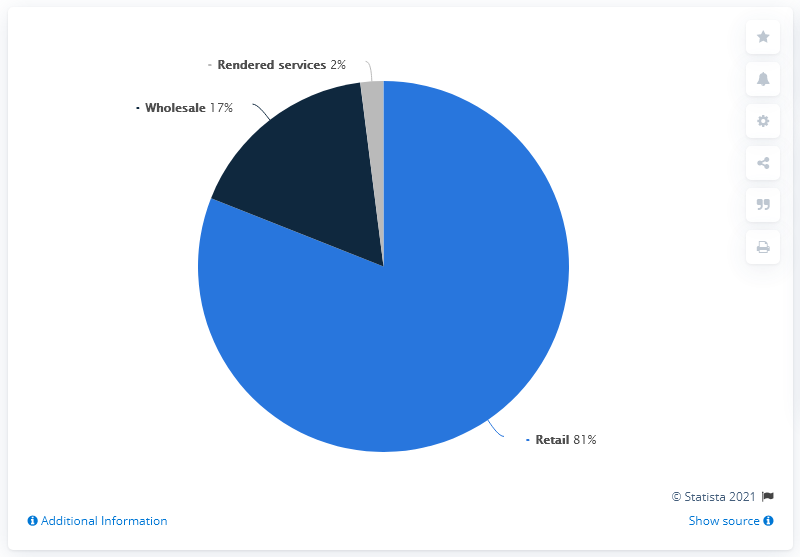 - Rendered services 2%
- Wholesale 17%
- Retail 81%
© Statista 2021
Additional Information
Show source